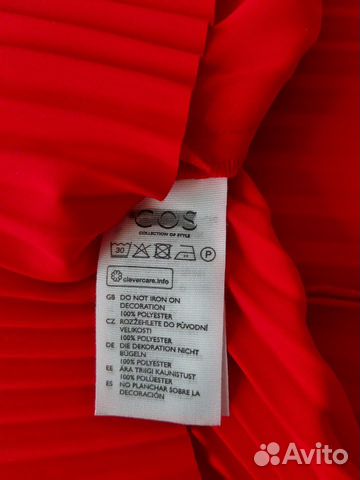 COS
COLLECTION OF STYLE
30 P
clevercare.info
GB DO NOT IRON ON
DECORATION
100% POLYESTER
CZ ROZŽEHLETE DO PŮVODNÍ
VELIKOSTI
100% POLYESTER
DE DIE DEKORATION NICHT
BÜGELN
100% POLYESTER
EE ÄRA TRIIGI KAUNISTUST
100% POLÜESTER
ES NO PLANCHAR SOBRE LA
DECORACIÓN
Avito